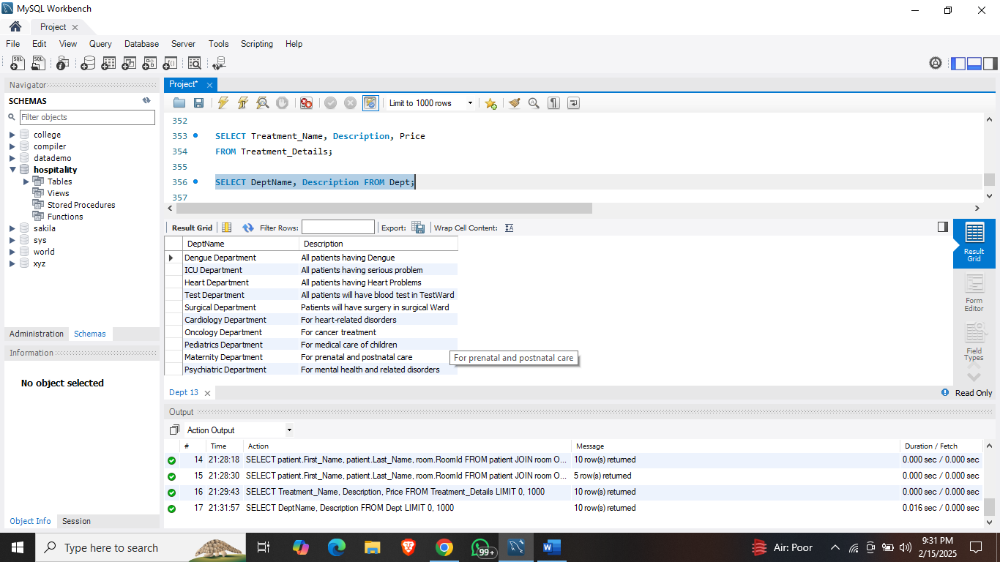 MySQL Workbench
Project
File Edit View Query Database Server Tools Scripting Help
SQL SQL
Navigator
SCHEMAS
Filter objects
college
compiler
datademo
hospitality
Tables
Views
Stored Procedures
Functions
sakila
sys
world
xyz
Administration Schemas
Information
No object selected
Object Info Session
Project*
Limit to 1000 rows
352
353 SELECT Treatment_Name, Description, Price
354 FROM Treatment_Details;
355
356 SELECT DeptName, Description FROM Dept;
357
Result Grid Filter Rows: Export: Wrap Cell Content:
DeptName Description
Dengue Department All patients having Dengue
ICU Department All patients having serious problem
Heart Department All patients having Heart Problems
Test Department All patients will have blood test in TestWard
Surgical Department Patients will have surgery in surgical Ward
Cardiology Department For heart-related disorders
Oncology Department For cancer treatment
Pediatrics Department For medical care of children
Maternity Department For prenatal and postnatal care
For prenatal and postnatal care
Psychiatric Department For mental health and related disorders
Result Grid
Form Editor
Field Types
Dept 13
Read Only
Output
Action Output
# Time Action Message Duration / Fetch
14 21:28:18 SELECT patient.First_Name, patient.Last_Name, room.RoomId FROM patient JOIN room O... 10 row(s) returned 0.000 sec / 0.000 sec
15 21:28:30 SELECT patient.First_Name, patient.Last_Name, room.RoomId FROM patient JOIN room O... 5 row(s) returned 0.000 sec / 0.000 sec
16 21:29:43 SELECT Treatment_Name, Description, Price FROM Treatment_Details LIMIT 0, 1000 10 row(s) returned 0.000 sec / 0.000 sec
17 21:31:57 SELECT DeptName, Description FROM Dept LIMIT 0, 1000 10 row(s) returned 0.016 sec / 0.000 sec
Type here to search
99+
Air: Poor
9:31 PM
2/15/2025